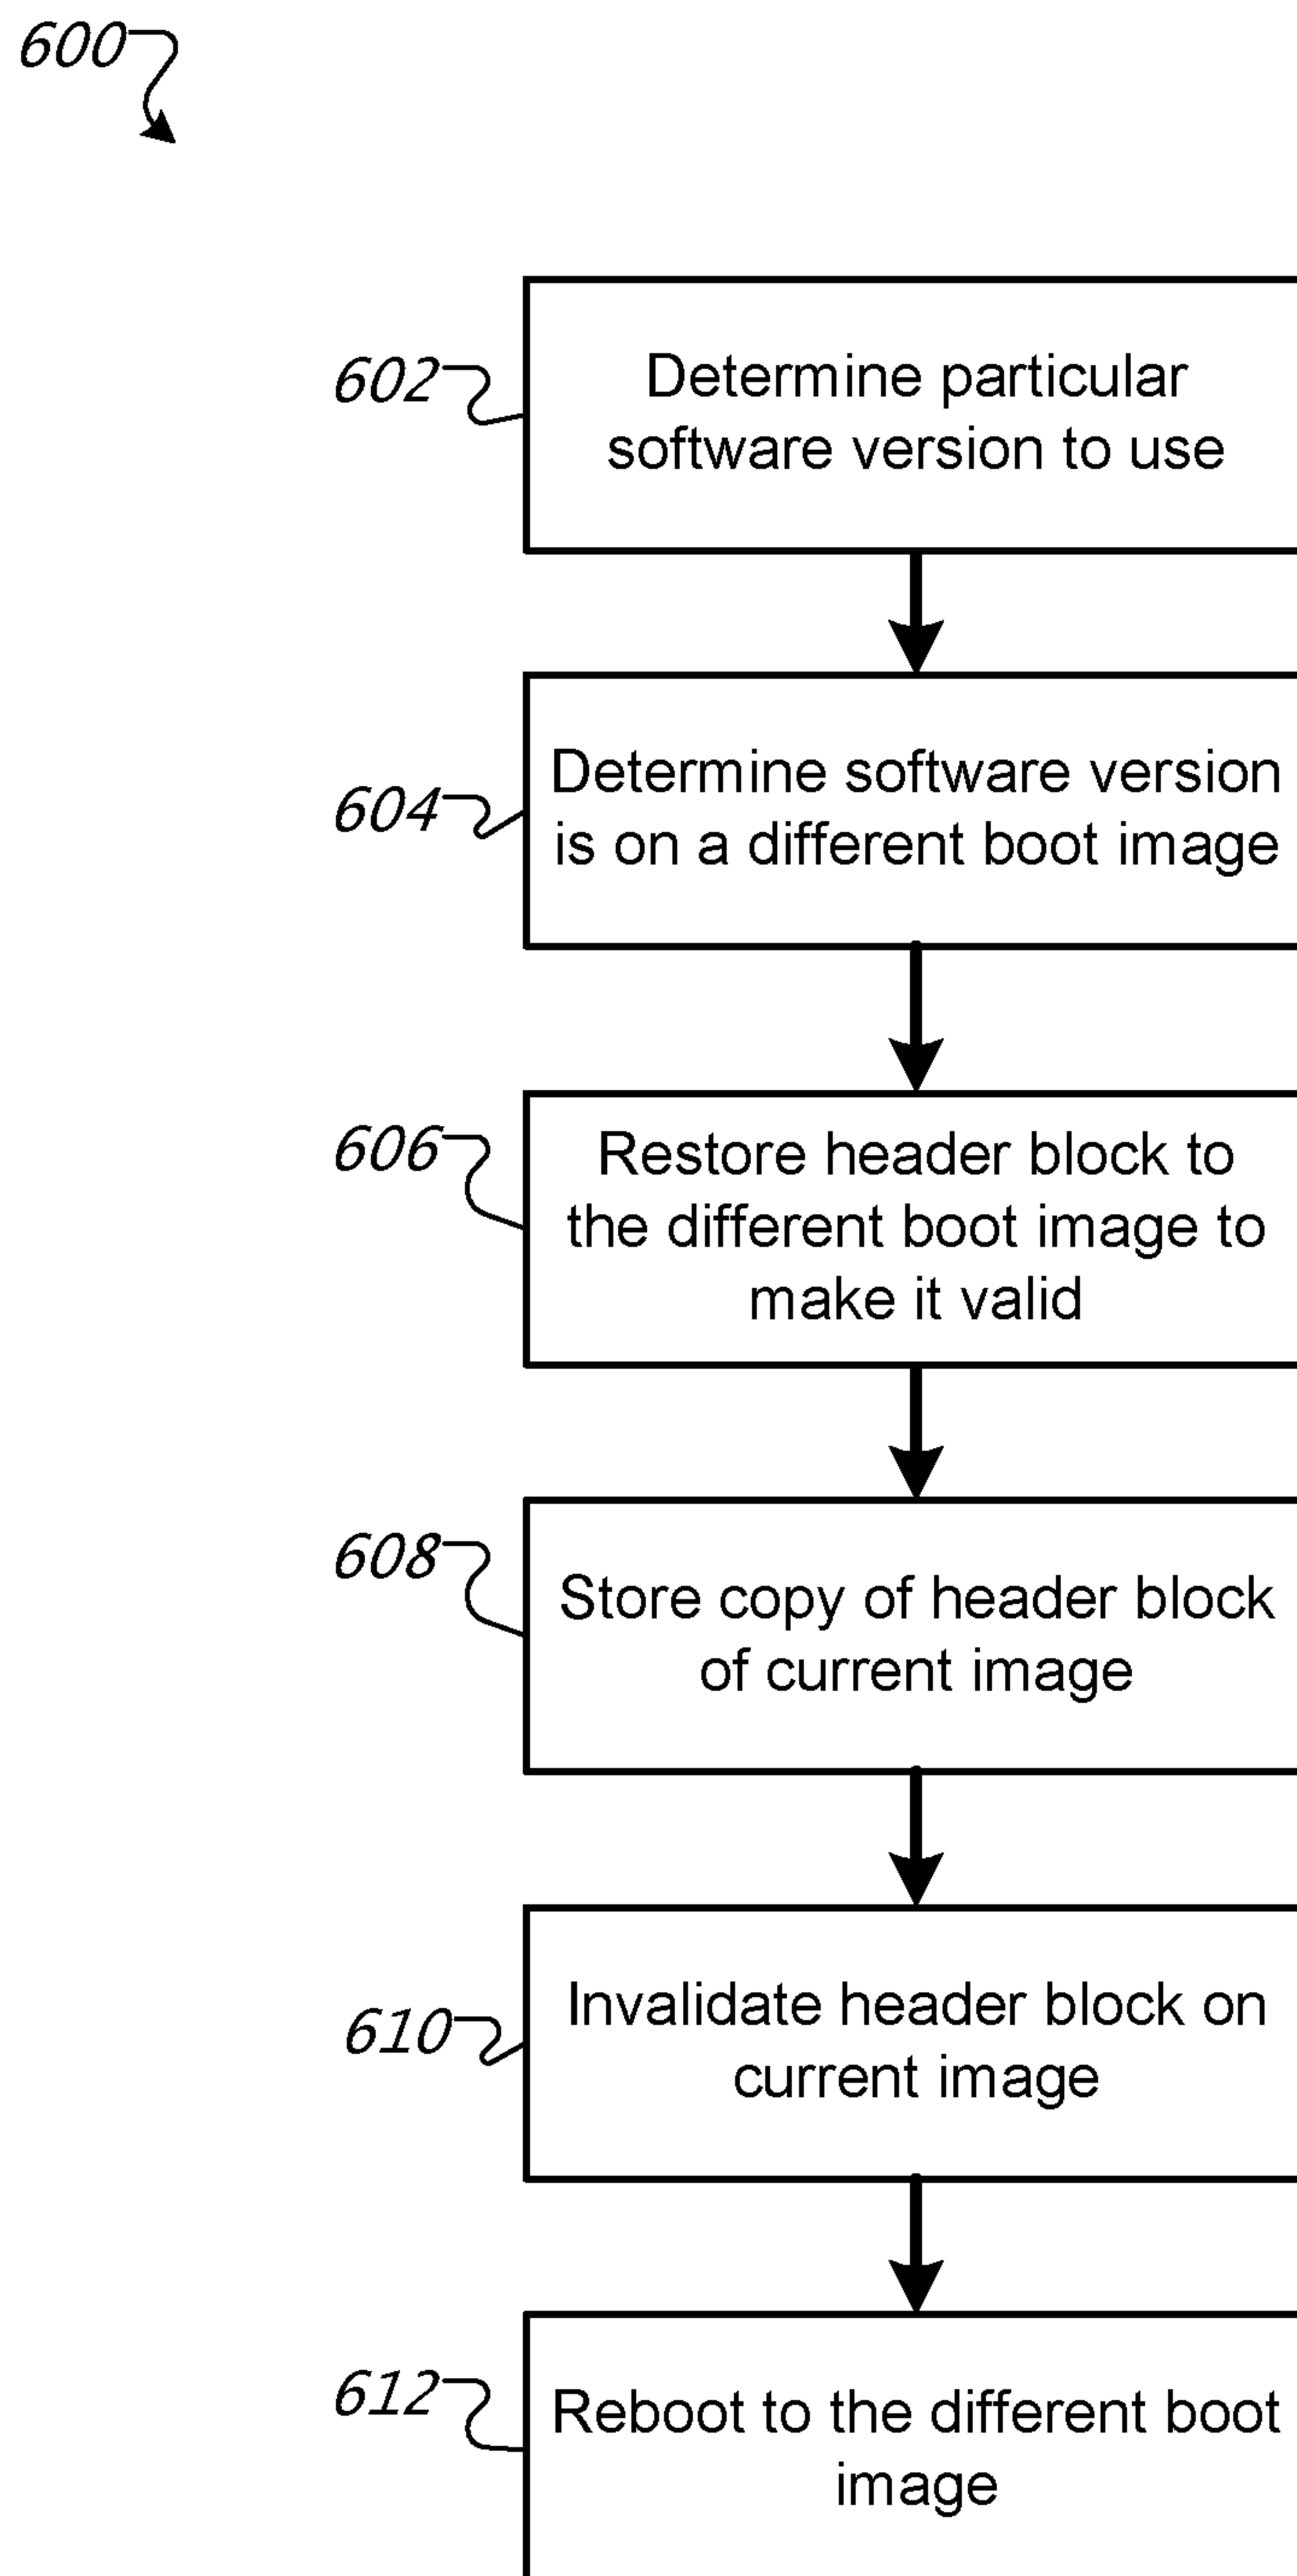 600
602
Determine particular
software version to use
604
Determine software version
is on a different boot image
606
Restore header block to
the different boot image to
make it valid
608
Store copy of header block
of current image
610
Invalidate header block on
current image
612
Reboot to the different boot
image